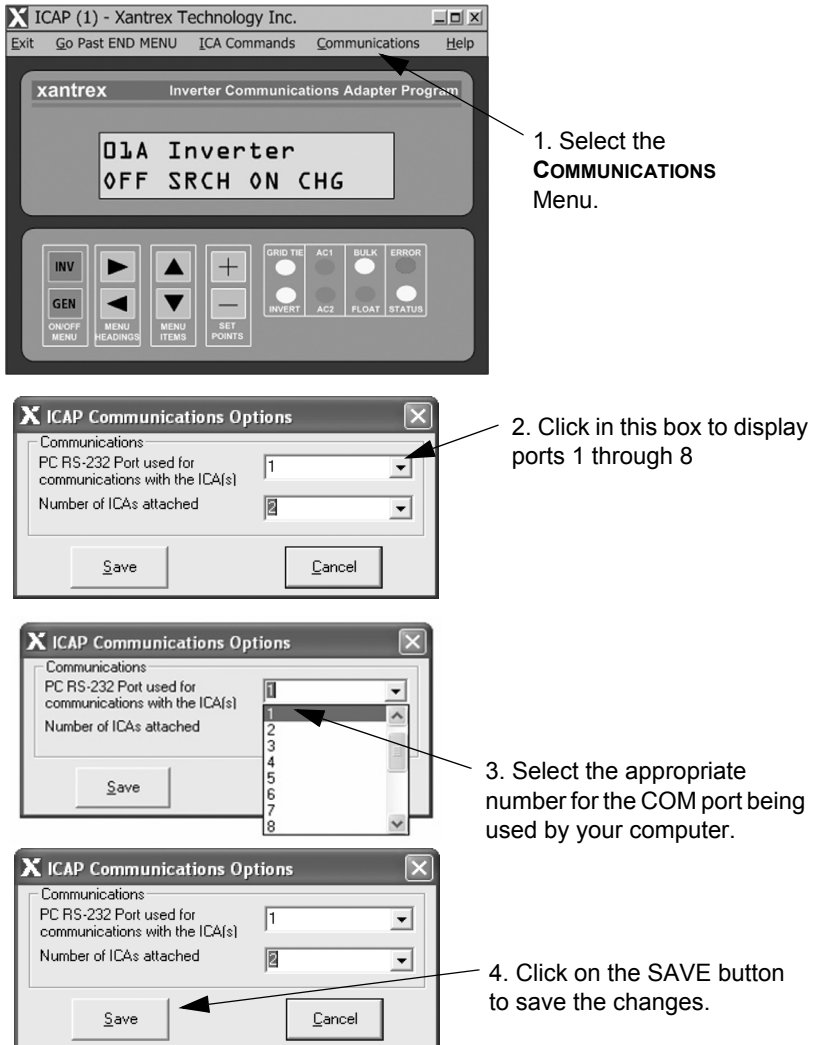 X ICAP (1) - Xantrex Technology Inc.
Exit Go Past END MENU ICA Commands Communications Help
xantrex Inverter Communications Adapter Program
01A Inverter
OFF SRCH ON CHG
1. Select the
COMMUNICATIONS
Menu.
INV
GEN
ON/OFF
MENU
MENU
HEADINGS
MENU
ITEMS
+
—
SET
POINTS
GRID TIE AC1 BULK ERROR
INVERT AC2 FLOAT STATUS
X ICAP Communications Options
Communications
PC RS-232 Port used for
communications with the ICA(s)
1
Number of ICAs attached
2
Save Cancel
2. Click in this box to display
ports 1 through 8
X ICAP Communications Options
Communications
PC RS-232 Port used for
communications with the ICA(s)
1
Number of ICAs attached
1
2
3
4
5
6
7
8
Save
3. Select the appropriate
number for the COM port being
used by your computer.
X ICAP Communications Options
Communications
PC RS-232 Port used for
communications with the ICA(s)
1
Number of ICAs attached
2
Save Cancel
4. Click on the SAVE button
to save the changes.